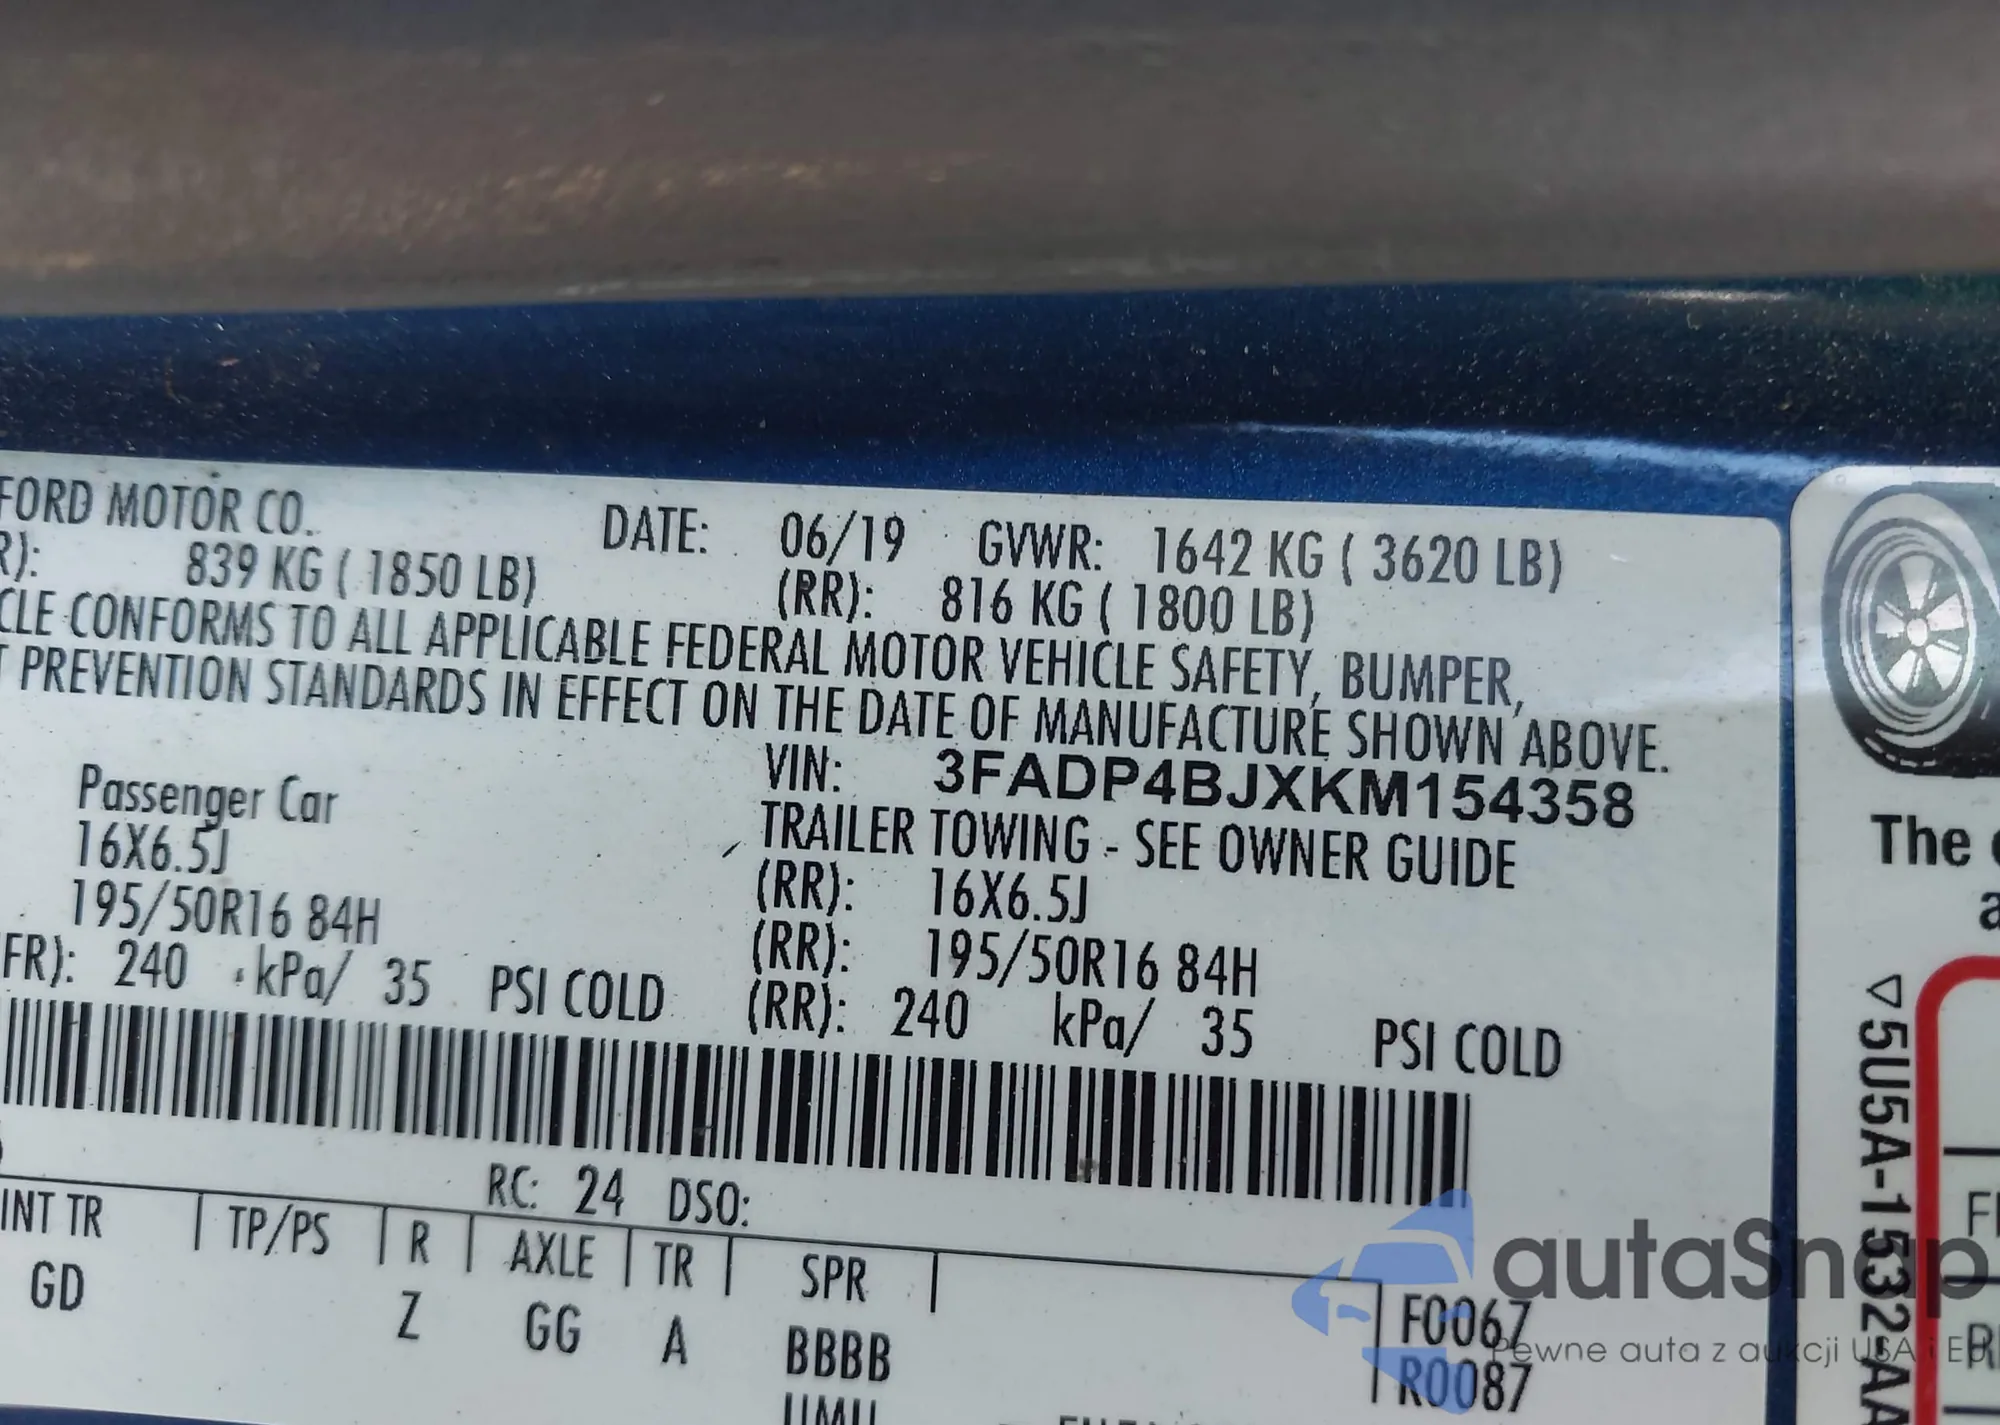 FORD MOTOR CO. DATE: 06/19 GVWR: 1642 KG ( 3620 LB)
R): 839 KG ( 1850 LB) (RR): 816 KG ( 1800 LB)
CLE CONFORMS TO ALL APPLICABLE FEDERAL MOTOR VEHICLE SAFETY, BUMPER,
T PREVENTION STANDARDS IN EFFECT ON THE DATE OF MANUFACTURE SHOWN ABOVE.
VIN: 3FADP4BJXKM154358
Passenger Car TRAILER TOWING - SEE OWNER GUIDE
16X6.5J (RR): 16X6.5J
195/50R16 84H (RR): 195/50R16 84H
FR): 240 kPa/ 35 PSI COLD (RR): 240 kPa/ 35 PSI COLD
RC: 24 DSO:
INT TR TP/PS R AXLE TR SPR
GD Z GG A BBBB
F0067
R0087
The
5U5A-1532-AA
autaSnap
Pewne auta z aukcji USA i EU